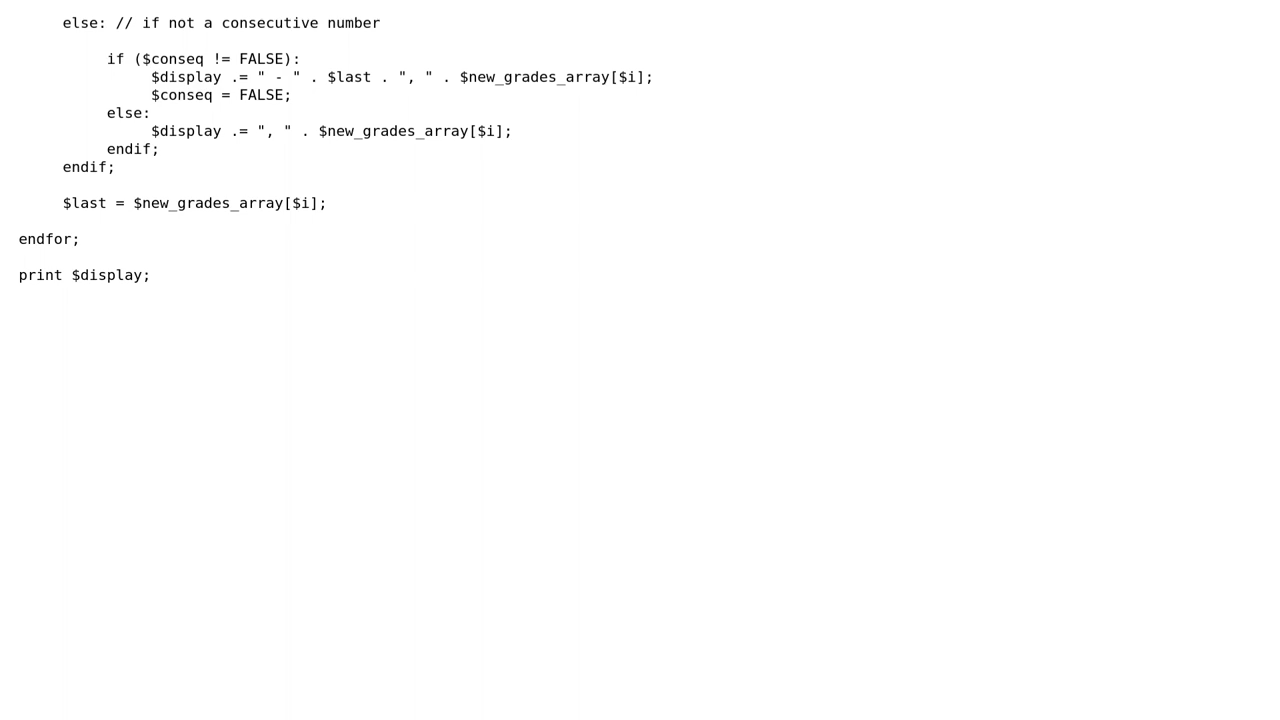 else: // if not a consecutive number
if ($conseq != FALSE):
$display .= " - " . $last . ", " . $new_grades_array[$i];
$conseq = FALSE;
else:
$display .= ", " . $new_grades_array[$i];
endif;
endif;
$last = $new_grades_array[$i];
endfor;
print $display;